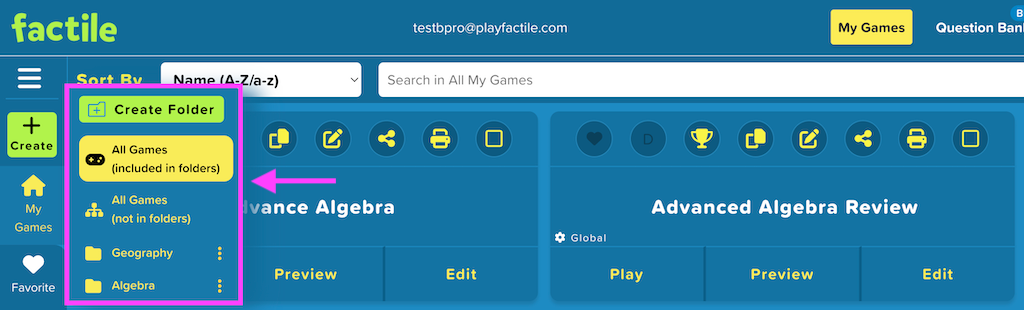 factile
testbpro@playfactile.com
My Games
Sort By
Name (A-Z/a-z)
Search in All My Games
Create Folder
Create
All Games
(included in folders)
All Games
(not in folders)
Geography
Algebra
My
Games
Favorite
Algebra
Preview
Edit
D
Advanced Algebra Review
Global
Play
Preview
Edit
Question
B